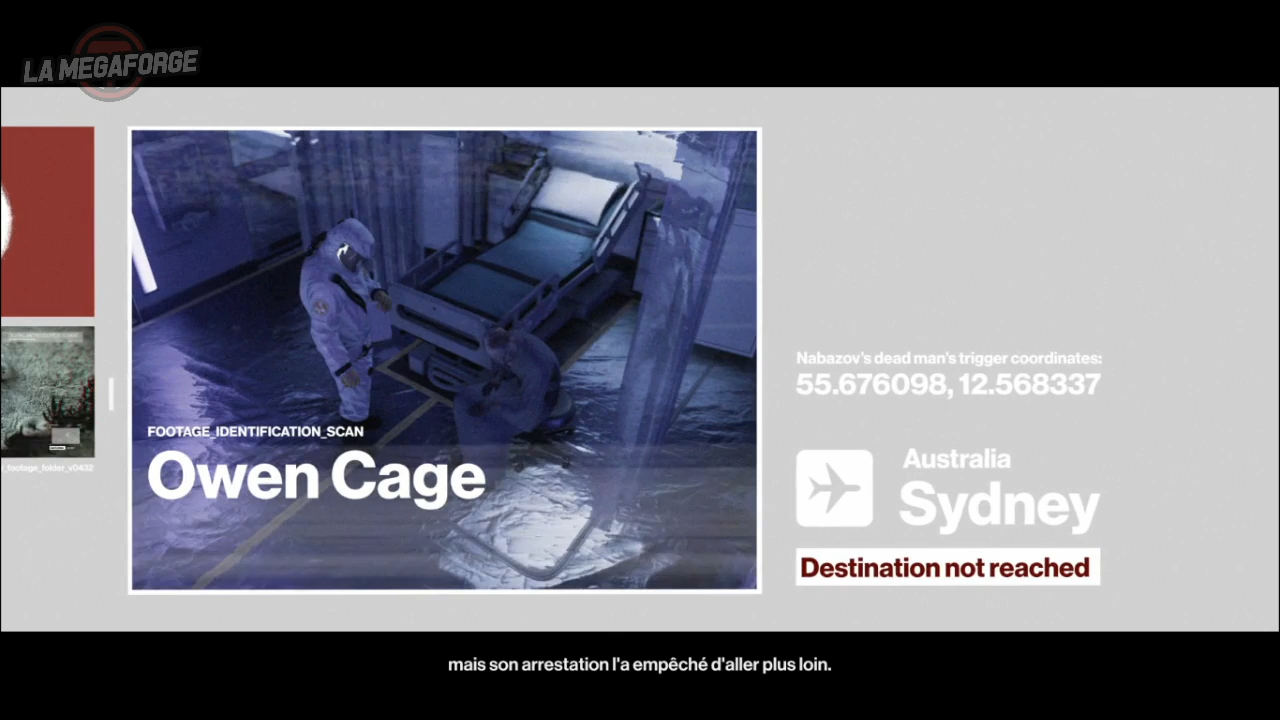 LA MEGAFORGE
FOOTAGE_IDENTIFICATION_SCAN
Owen Cage
_footage_folder_v0432
Nabazov's dead man's trigger coordinates:
55.676098, 12.568337
Australia
Sydney
Destination not reached
mais son arrestation l'a empêché d'aller plus loin.